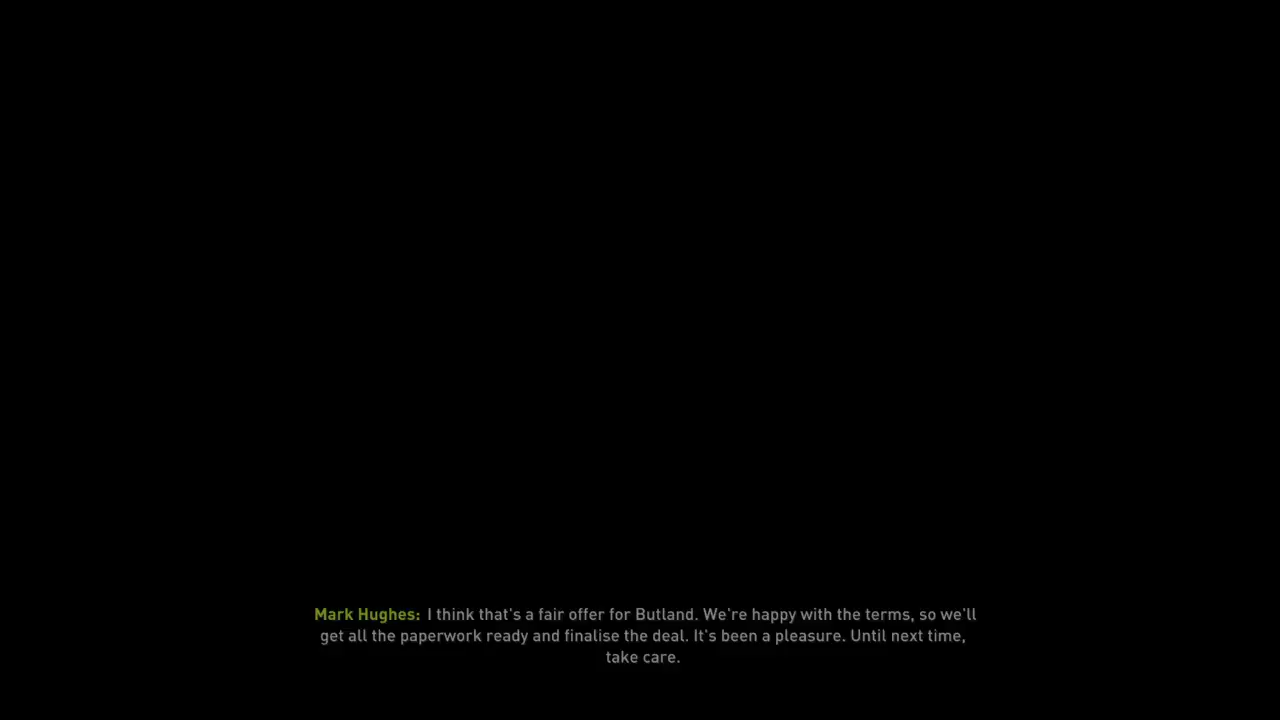 Mark Hughes: I think that's a fair offer for Butland. We're happy with the terms, so we'll
get all the paperwork ready and finalise the deal. It's been a pleasure. Until next time,
take care.